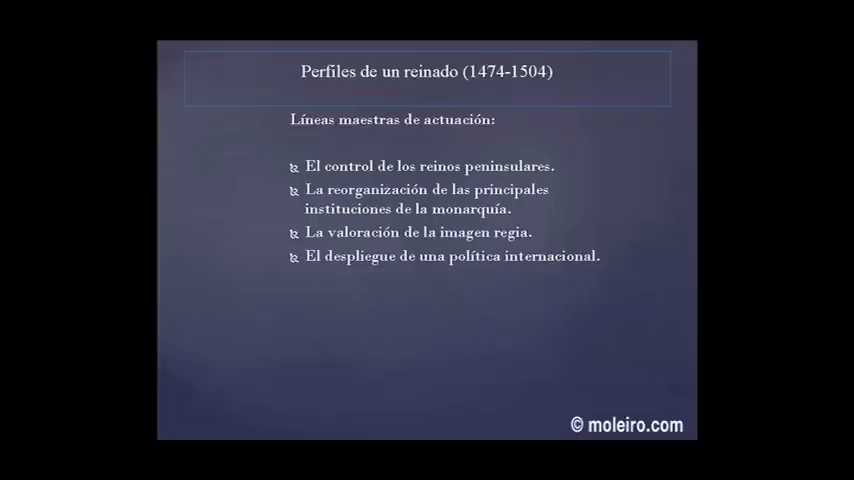 Perfiles de un reinado (1474-1504)
Líneas maestras de actuación:
El control de los reinos peninsulares.
La reorganización de las principales
instituciones de la monarquía.
La valoración de la imagen regia.
El despliegue de una política internacional.
© moleiro.com